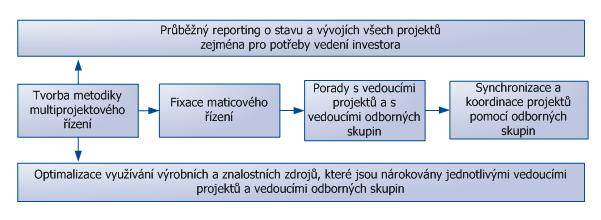 Průběžný reporting o stavu a vývojích všech projektů
zejména pro potřeby vedení investora
Tvorba metodiky
multiprojektového
řízení
Fixace maticového
řízení
Porady s vedoucími
projektů a s
vedoucími odborných
skupin
Synchronizace a
koordinace projektů
pomocí odborných
skupin
Optimalizace využívání výrobních a znalostních zdrojů, které jsou nárokovány jednotlivými vedoucími
projektů a vedoucími odborných skupin